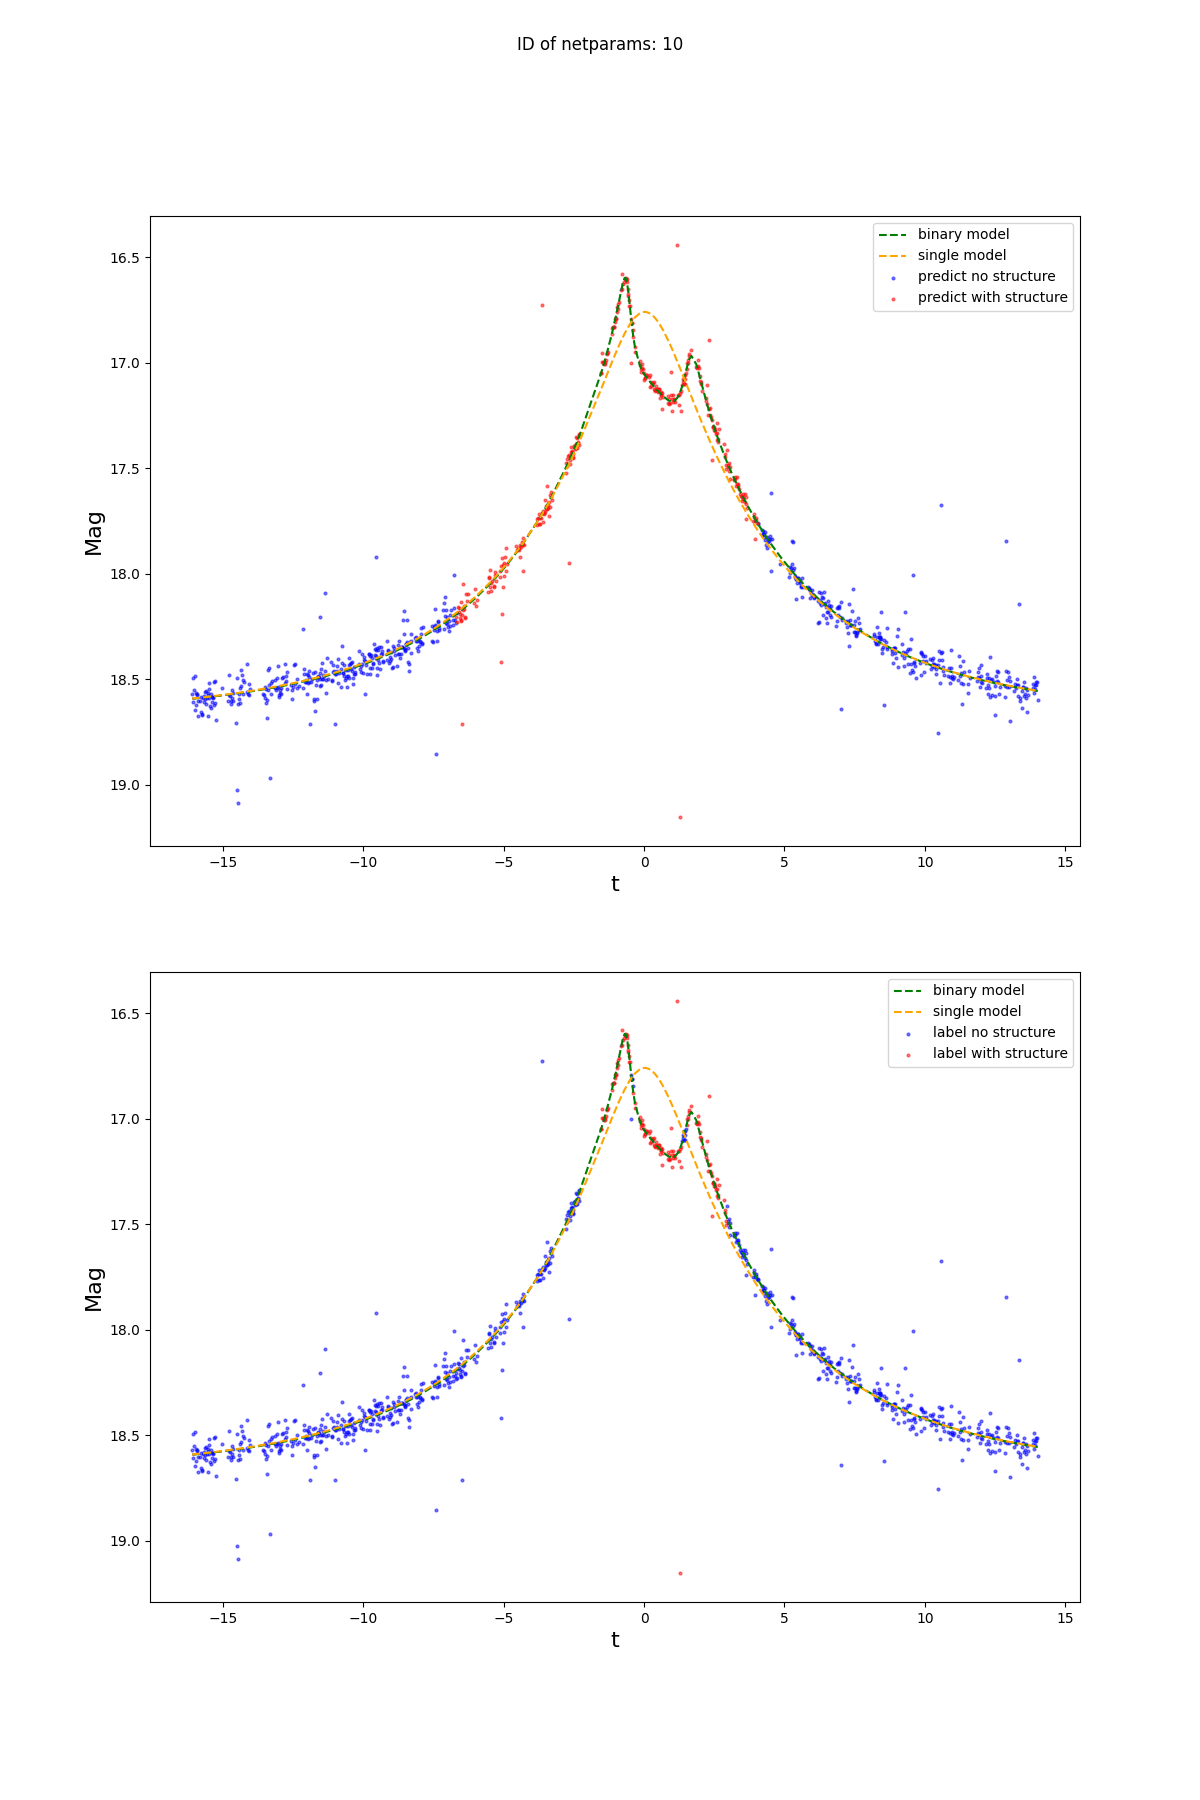 ID of netparams: 10
binary model
single model
predict no structure
predict with structure
16.5
17.0
17.5
18.0
18.5
19.0
Mag
−15
−10
−5
0
5
10
15
t
binary model
single model
label no structure
label with structure
16.5
17.0
17.5
18.0
18.5
19.0
Mag
−15
−10
−5
0
5
10
15
t